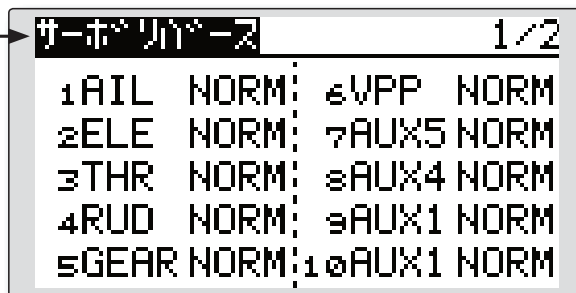 サーボリバース 1/2
1AIL NORM 6VPP NORM
2ELE NORM 7AUX5 NORM
3THR NORM 8AUX4 NORM
4RUD NORM 9AUX1 NORM
5GEAR NORM 10AUX1 NORM